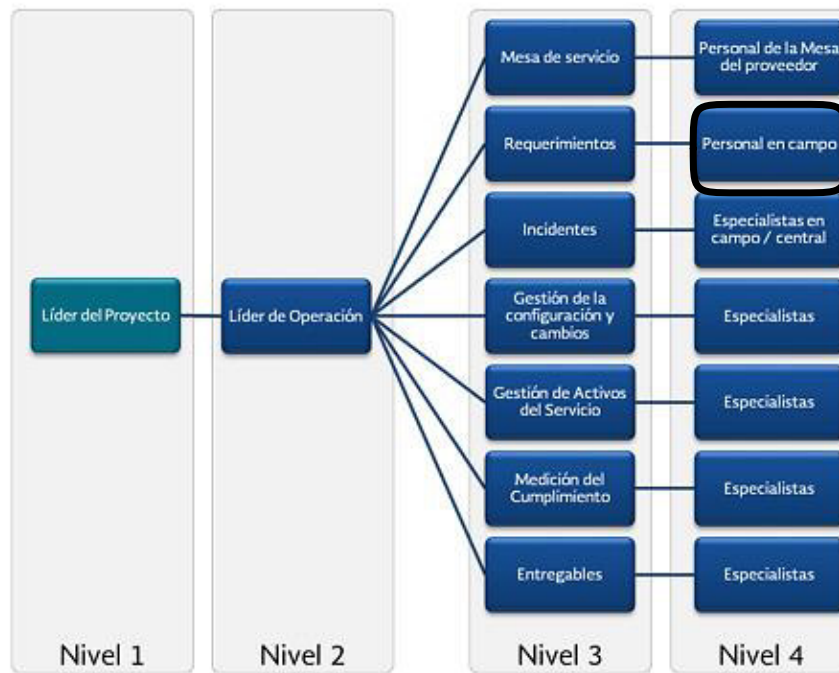 Mesa de servicio
Personal de la Mesa
del proveedor
Requerimientos
Personal en campo
Incidentes
Especialistas en
campo / central
Líder del Proyecto
Líder de Operación
Gestión de la
configuración y
cambios
Especialistas
Gestión de Activos
del Servicio
Especialistas
Medición del
Cumplimiento
Especialistas
Entregables
Especialistas
Nivel 1
Nivel 2
Nivel 3
Nivel 4